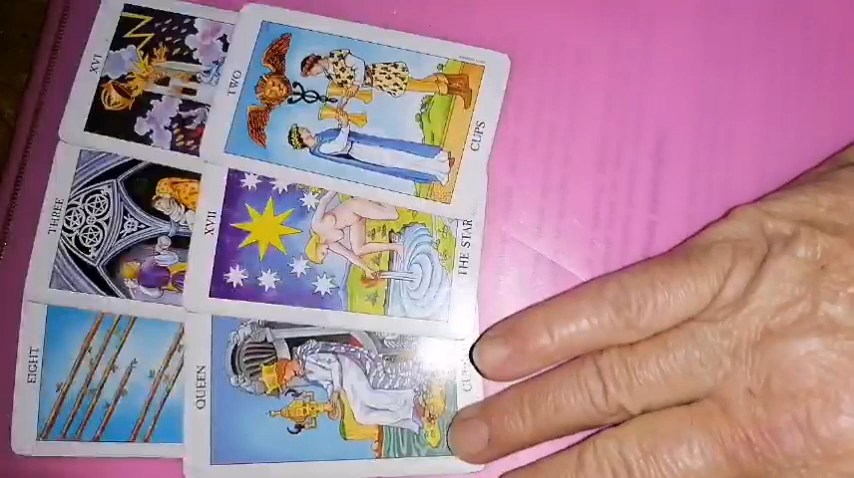 XVI
TWO
CUPS
THREE
XVII
THE STAR
EIGHT
QUEEN